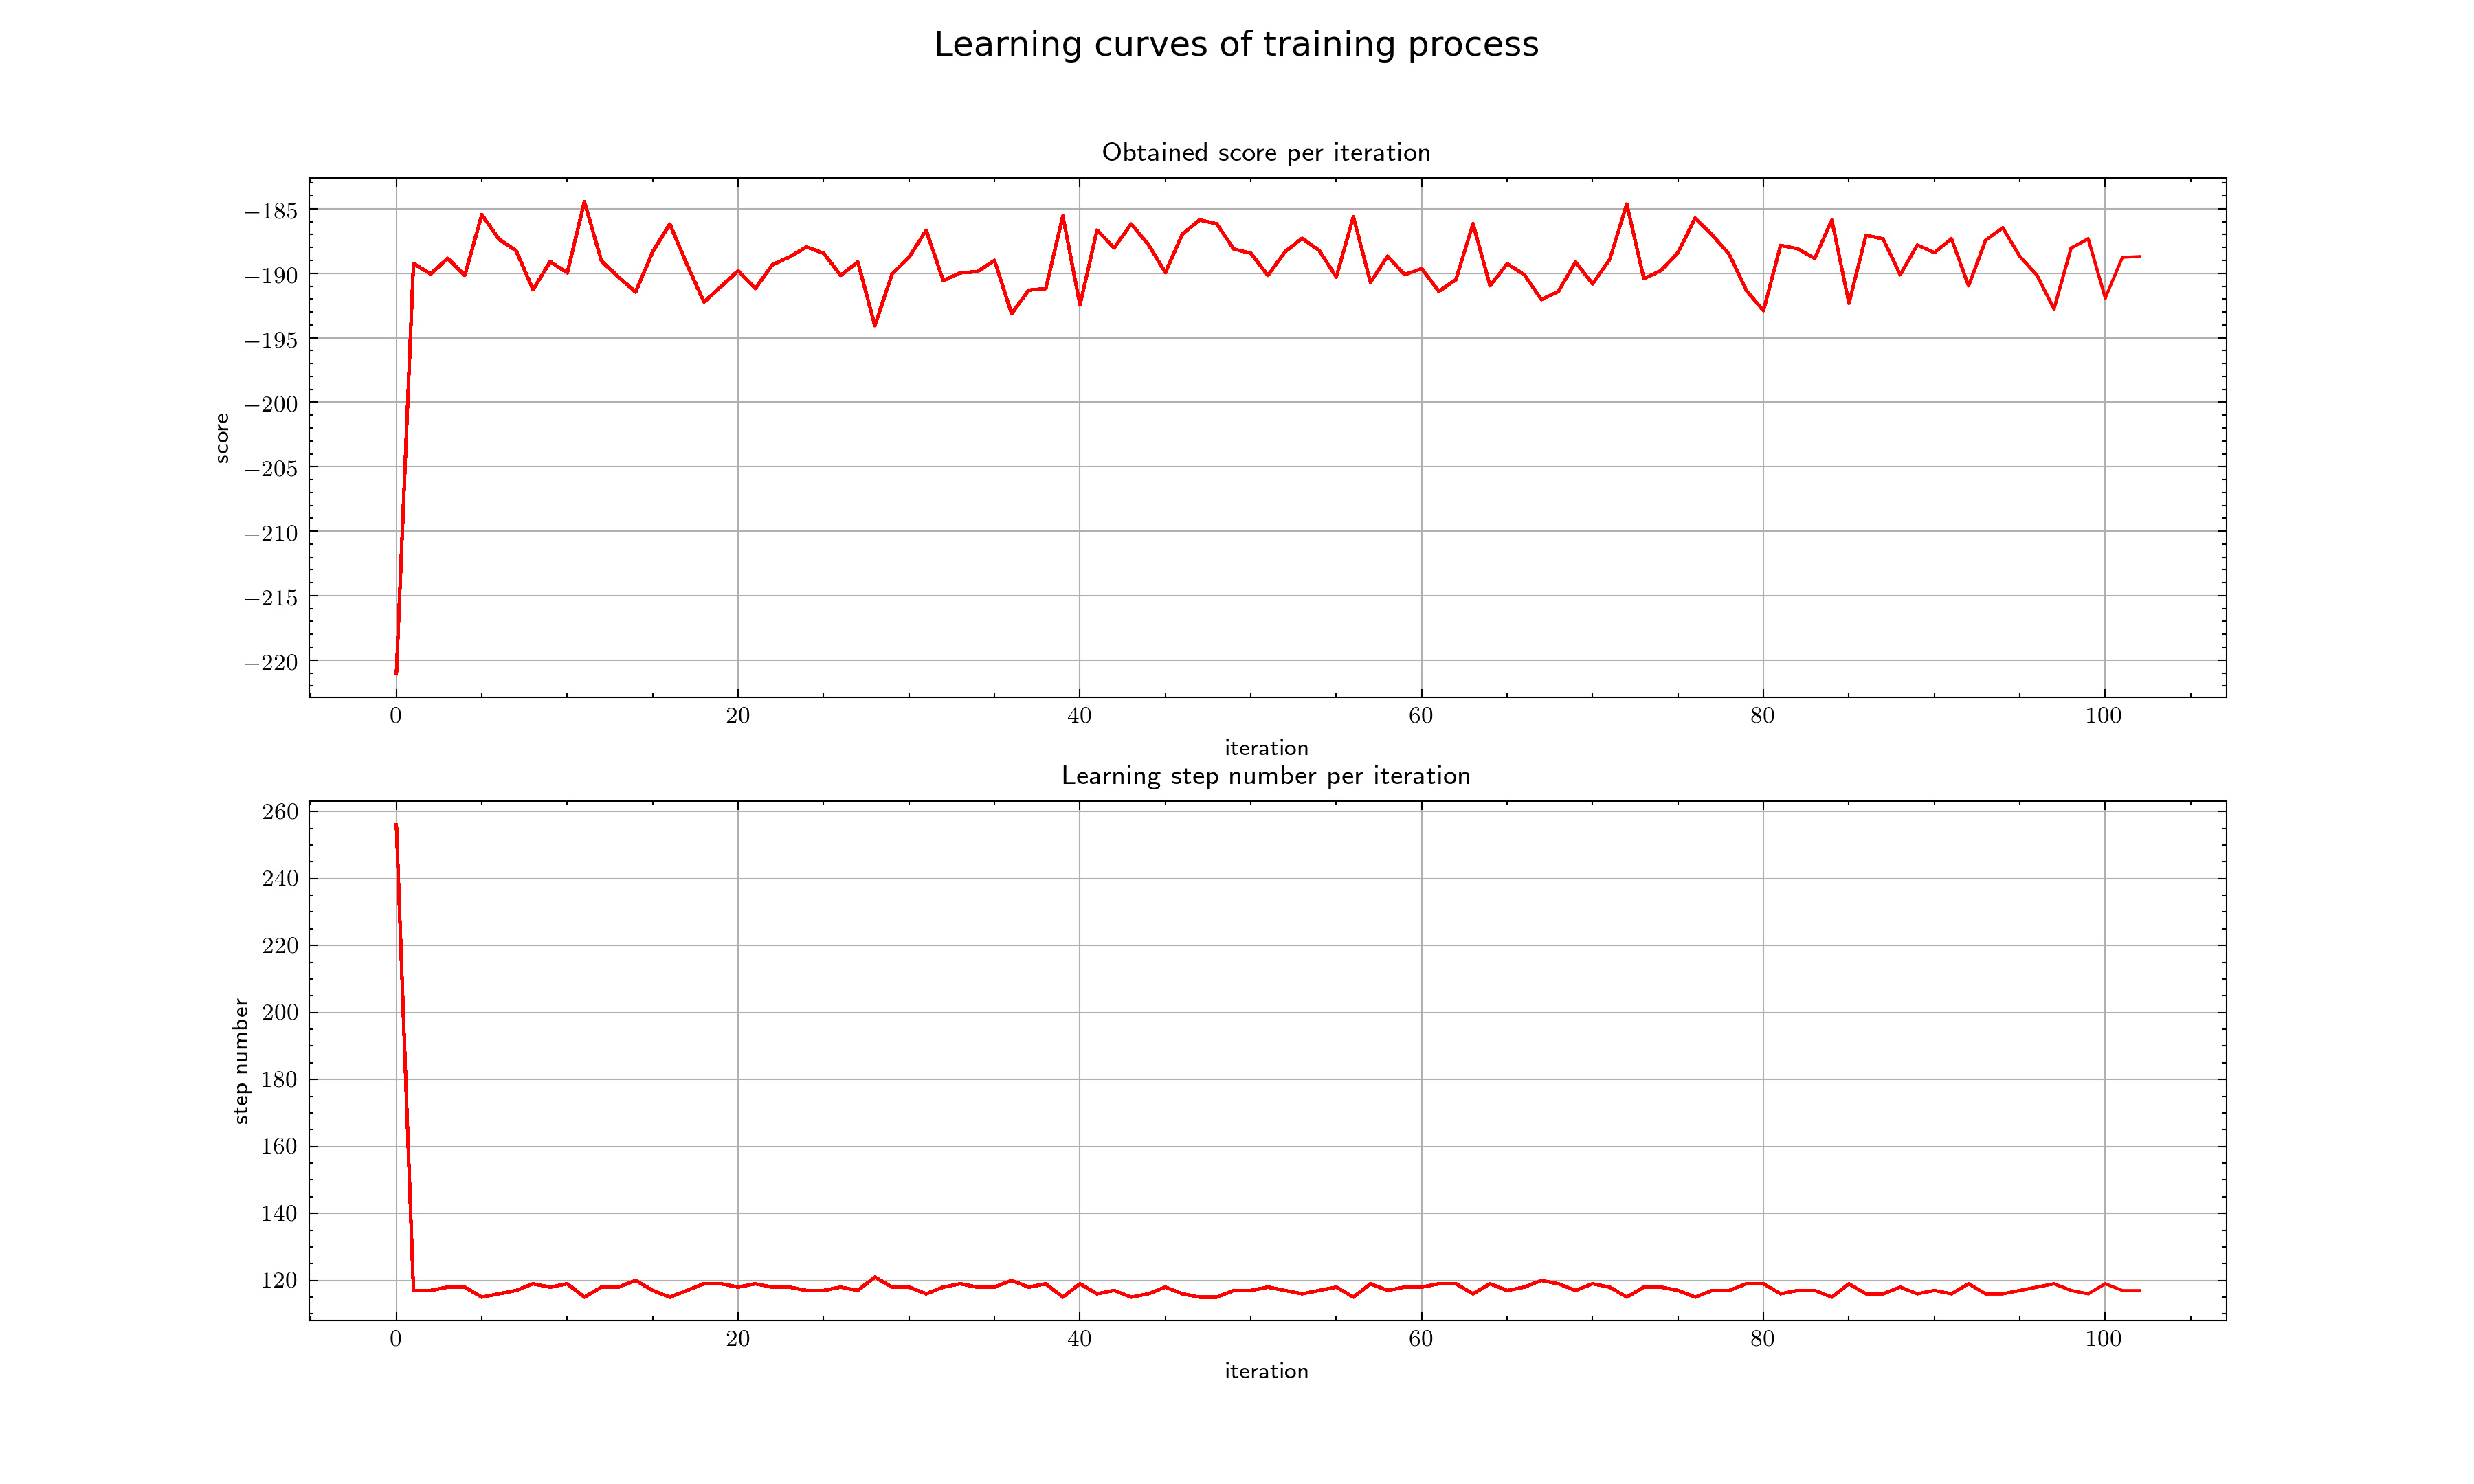 Learning curves of training process
Obtained score per iteration
−185
−190
−195
−200
−205
−210
−215
−220
score
0 20 40 60 80 100
iteration
Learning step number per iteration
260
240
220
200
180
160
140
120
step number
0 20 40 60 80 100
iteration